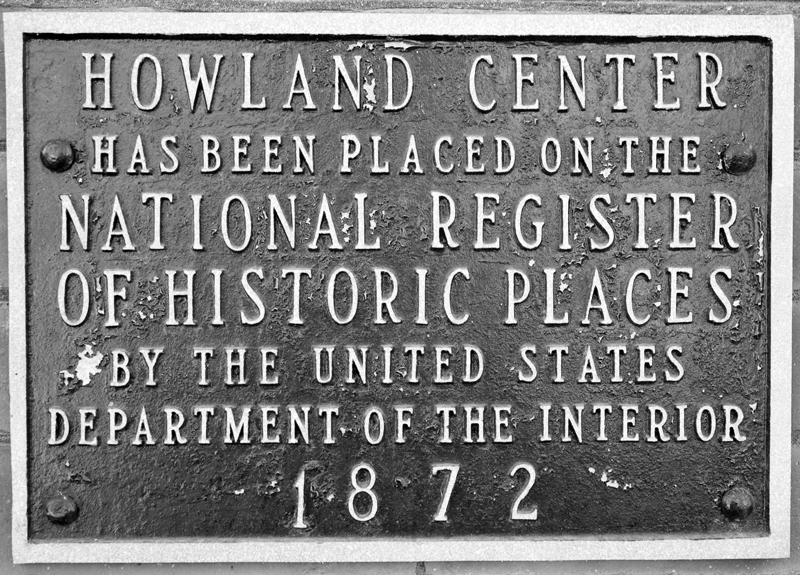 HOWLAND CENTER
HAS BEEN PLACED ON THE
NATIONAL REGISTER
OF HISTORIC PLACES
BY THE UNITED STATES
DEPARTMENT OF THE INTERIOR
1872